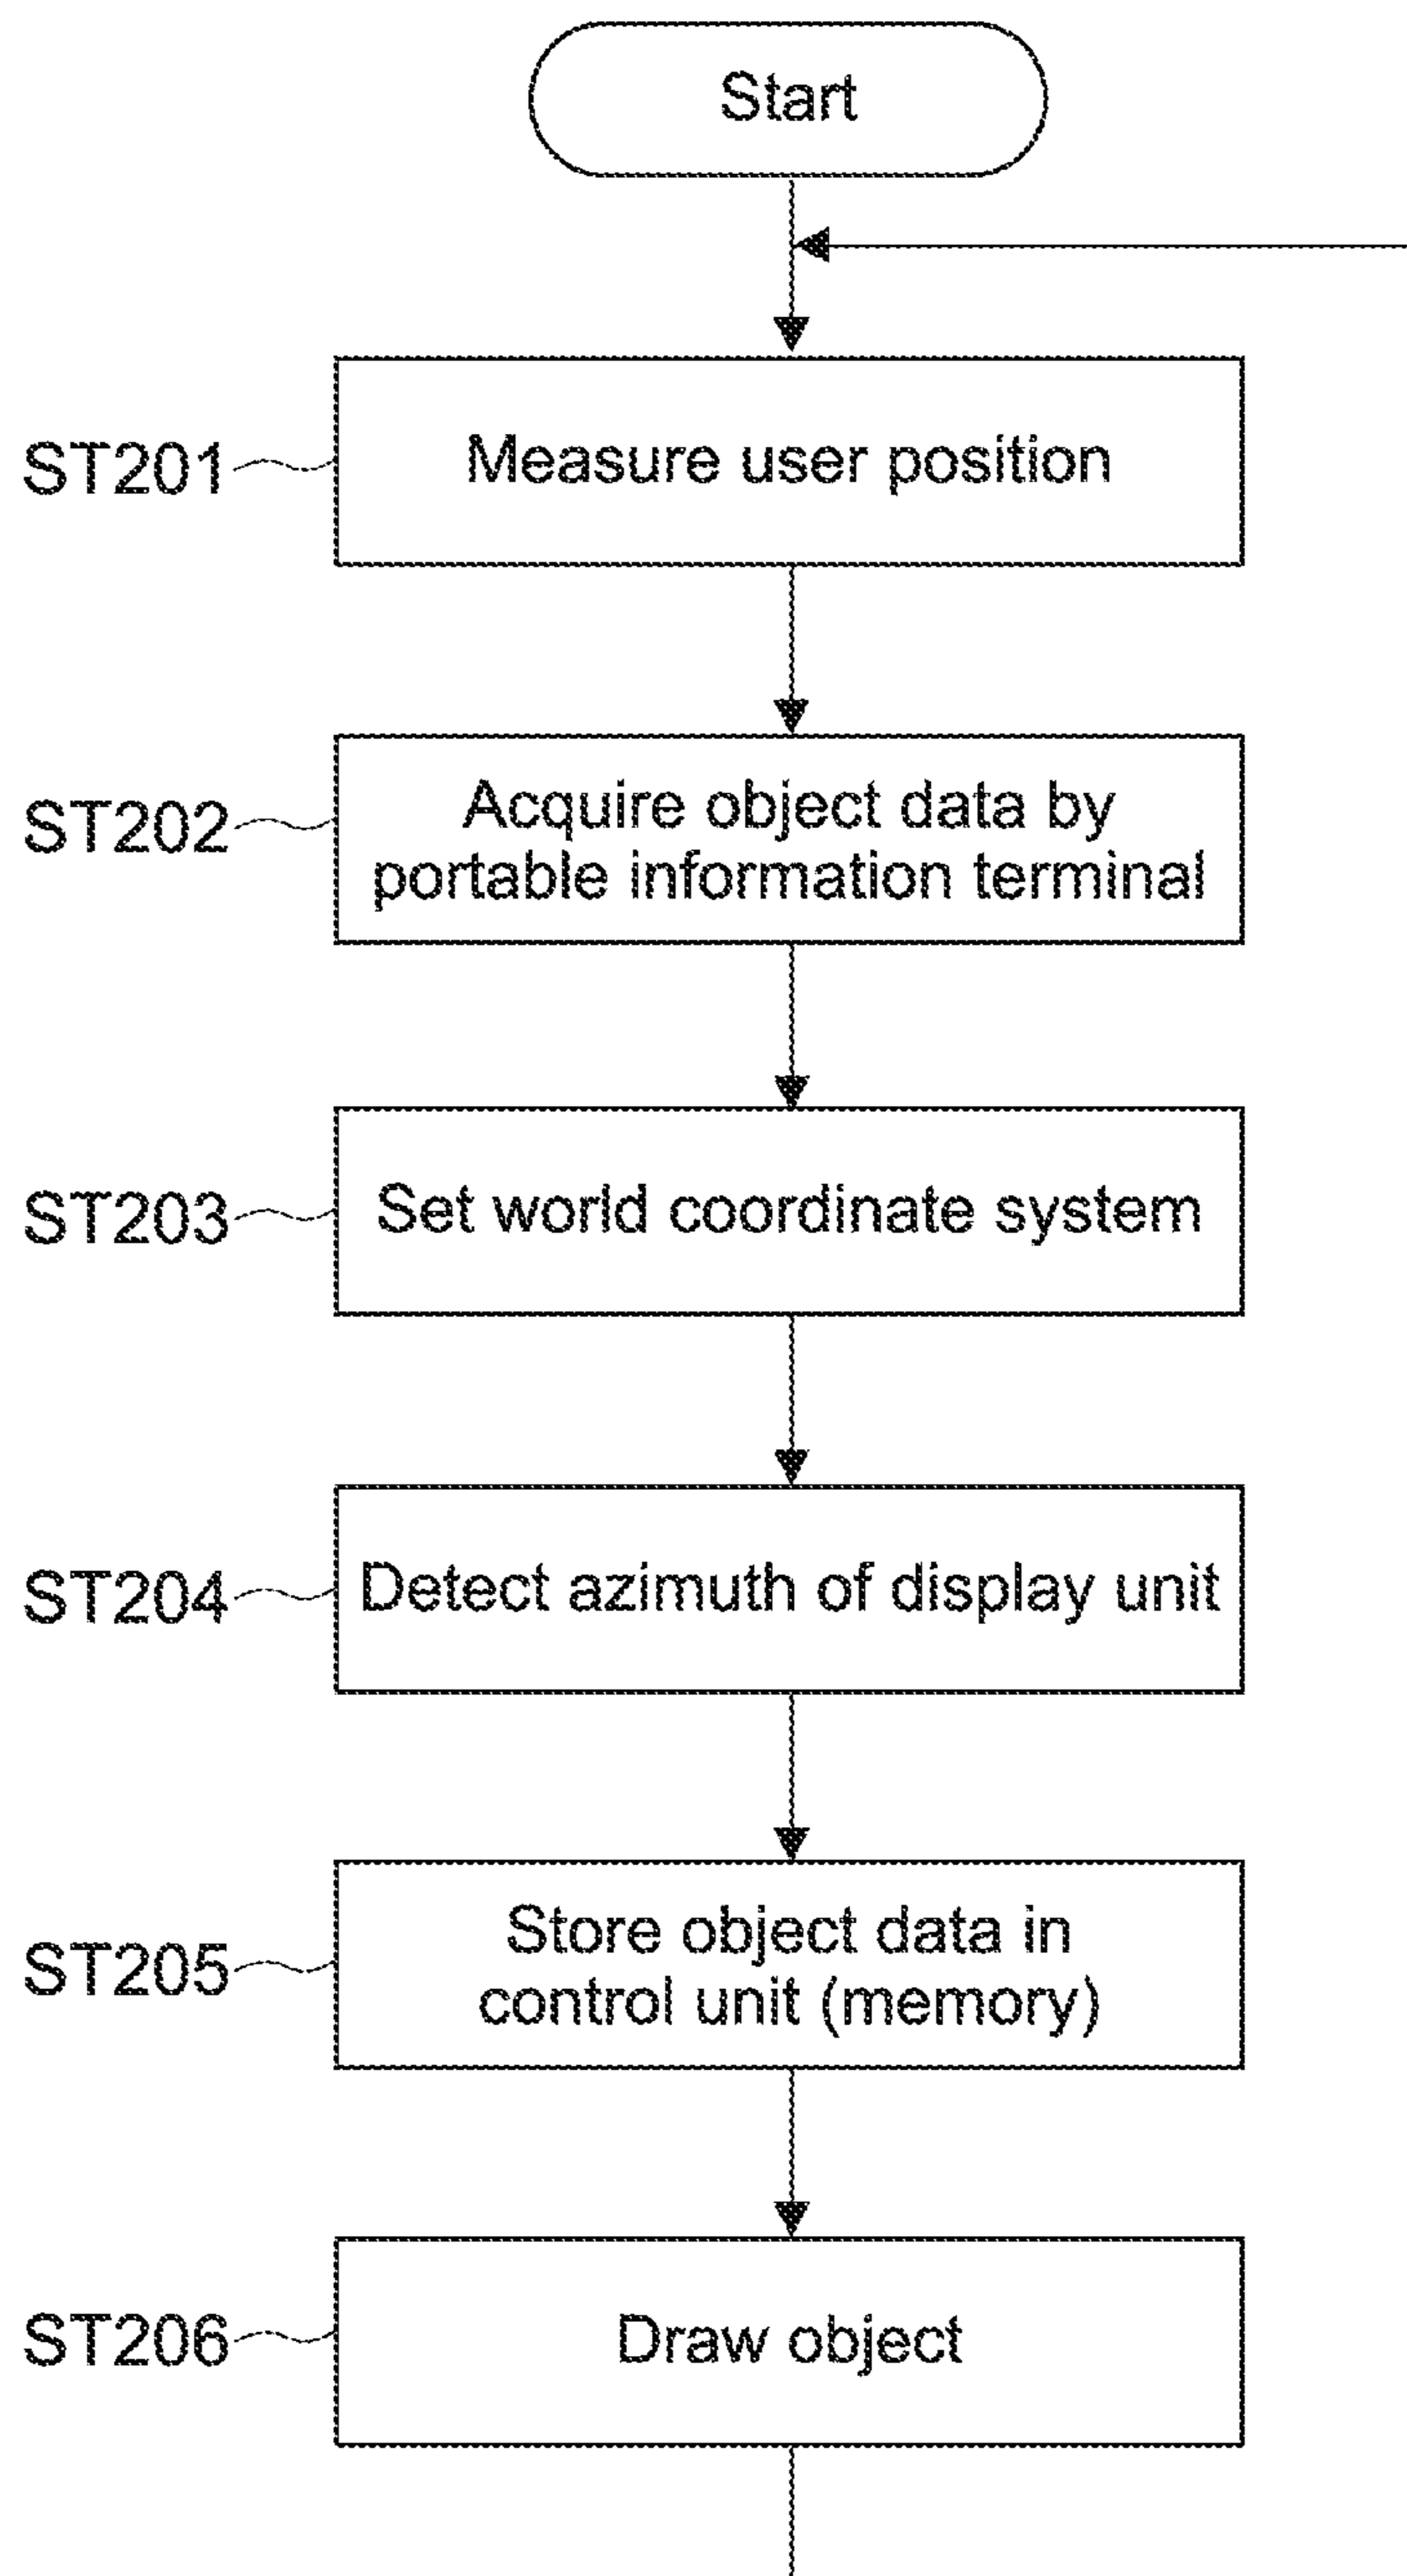 Start
ST201
Measure user position
ST202
Acquire object data by
portable information terminal
ST203
Set world coordinate system
ST204
Detect azimuth of display unit
ST205
Store object data in
control unit (memory)
ST206
Draw object